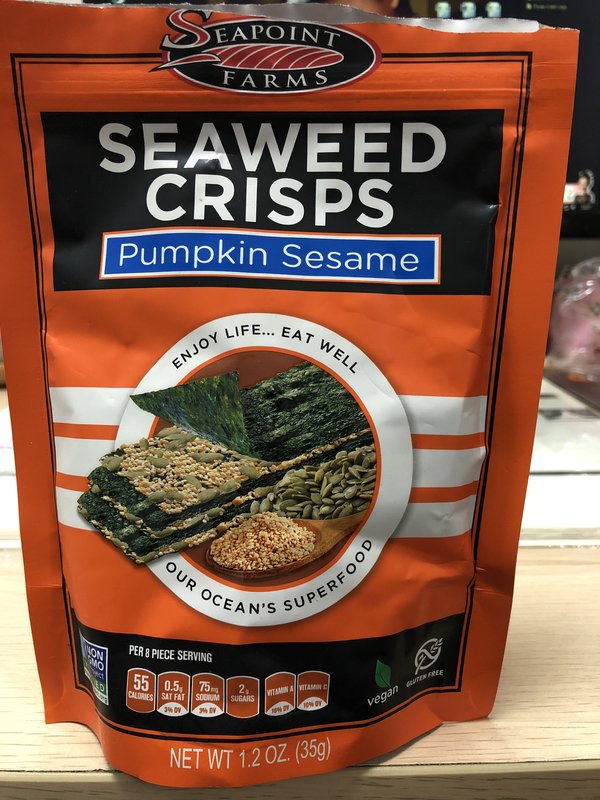 SEAPOINT
FARMS
SEAWEED
CRISPS
Pumpkin Sesame
ENJOY LIFE... EAT WELL
OUR OCEAN'S SUPERFOOD
NON
GMO
PER 8 PIECE SERVING
55
CALORIES
0.5g
SAT FAT
3% DV
75mg
SODIUM
3% DV
2g
SUGARS
VITAMIN A
10% DV
VITAMIN C
10% DV
vegan
GLUTEN FREE
NET WT 1.2 OZ. (35g)